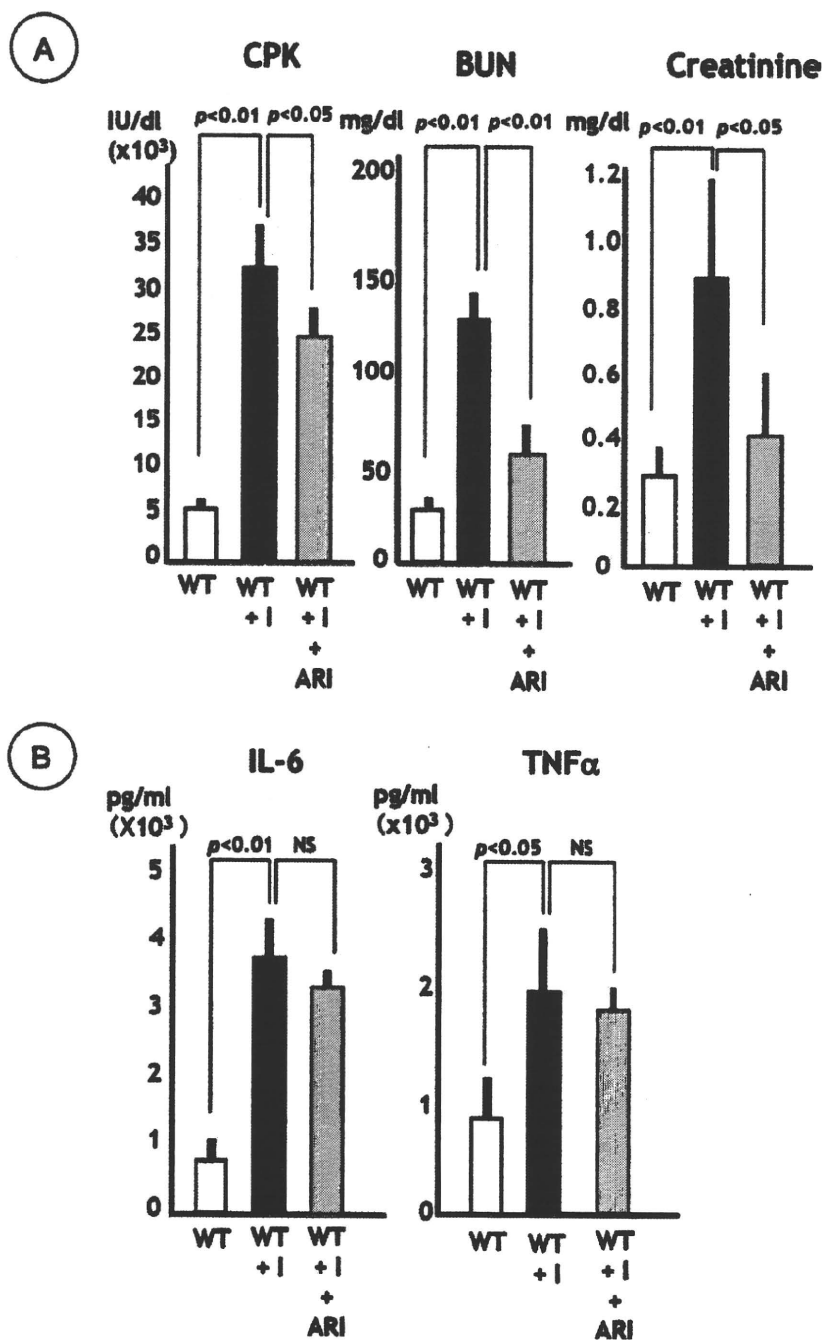 A
CPK
BUN
Creatinine
IU/dl
(x10³)
p<0.01
p<0.05
40
35
30
25
20
15
10
5
0
WT
WT
+ I
WT
+ I
+
ARI
mg/dl
p<0.01
p<0.01
200
150
100
50
0
WT
WT
+ I
WT
+ I
+
ARI
mg/dl
p<0.01
p<0.05
1.2
1.0
0.8
0.6
0.4
0.2
0
WT
WT
+ I
WT
+ I
+
ARI
B
IL-6
TNFα
pg/ml
(X10³)
p<0.01
NS
5
4
3
2
1
0
WT
WT
+ I
WT
+ I
+
ARI
pg/ml
(x10³)
p<0.05
NS
3
2
1
0
WT
WT
+ I
WT
+ I
+
ARI